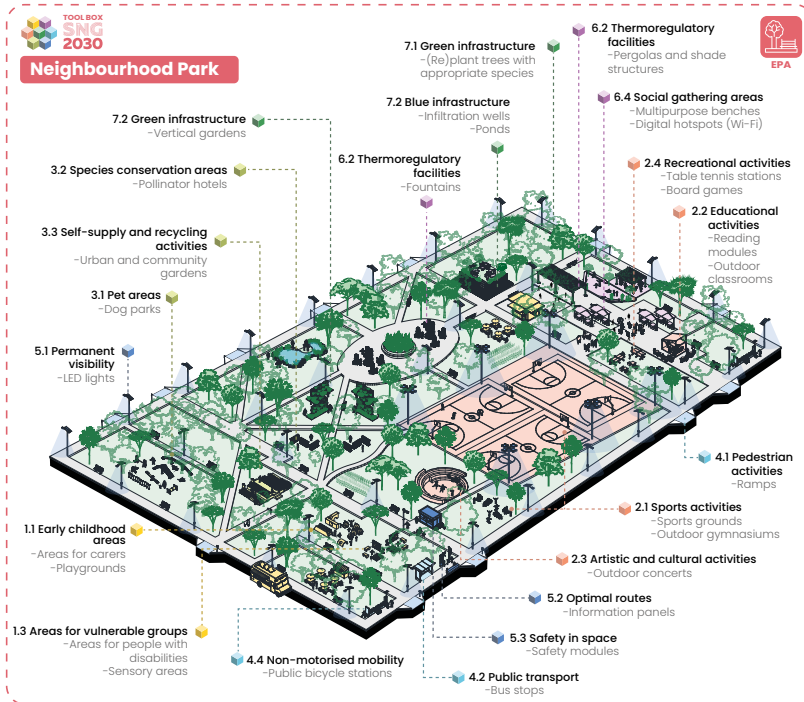 TOOL BOX
SNG
2030
Neighbourhood Park
EPA
6.2 Thermoregulatory
facilities
-Pergolas and shade
structures
7.1 Green infrastructure
-(Re)plant trees with
appropriate species
6.4 Social gathering areas
-Multipurpose benches
-Digital hotspots (Wi-Fi)
7.2 Blue infrastructure
-Infiltration wells
-Ponds
7.2 Green infrastructure
-Vertical gardens
6.2 Thermoregulatory
facilities
-Fountains
2.4 Recreational activities
-Table tennis stations
-Board games
3.2 Species conservation areas
-Pollinator hotels
2.2 Educational
activities
-Reading
modules
-Outdoor
classrooms
3.3 Self-supply and recycling
activities
-Urban and community
gardens
3.1 Pet areas
-Dog parks
5.1 Permanent
visibility
-LED lights
4.1 Pedestrian
activities
-Ramps
2.1 Sports activities
-Sports grounds
-Outdoor gymnasiums
1.1 Early childhood
areas
-Areas for carers
-Playgrounds
2.3 Artistic and cultural activities
-Outdoor concerts
5.2 Optimal routes
-Information panels
1.3 Areas for vulnerable groups
-Areas for people with
disabilities
-Sensory areas
5.3 Safety in space
-Safety modules
4.4 Non-motorised mobility
-Public bicycle stations
4.2 Public transport
-Bus stops